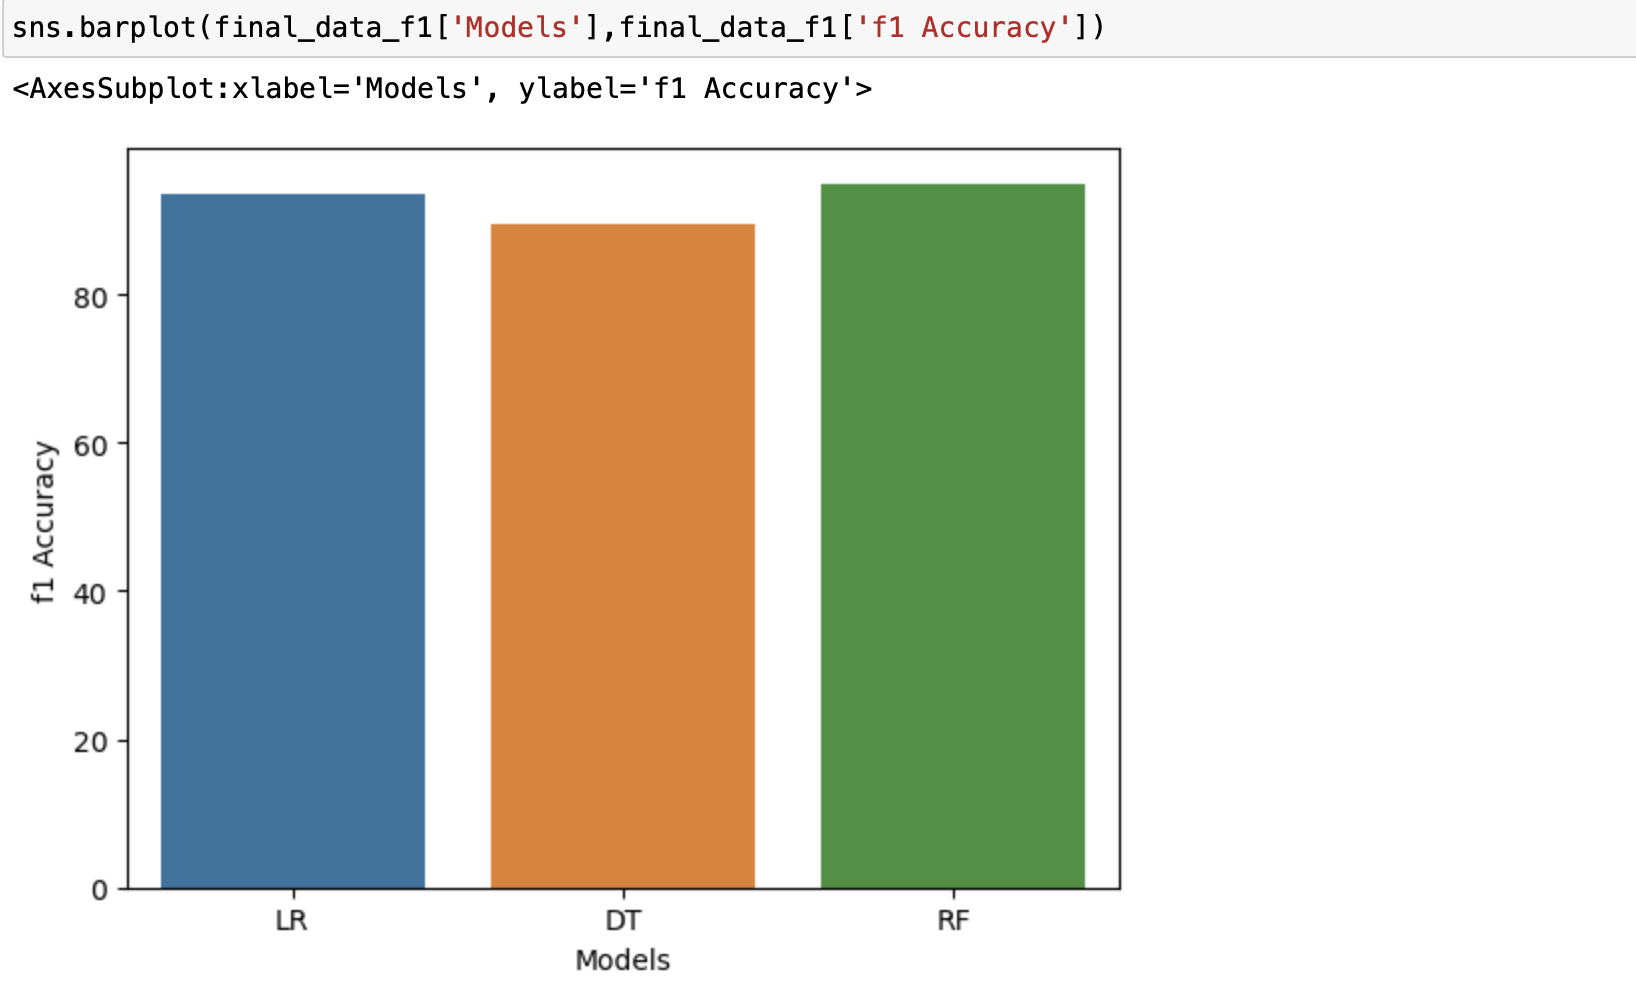 sns.barplot(final_data_f1['Models'],final_data_f1['f1 Accuracy'])
<AxesSubplot:xlabel='Models', ylabel='f1 Accuracy'>
80
60
40
20
0
f1 Accuracy
LR DT RF
Models